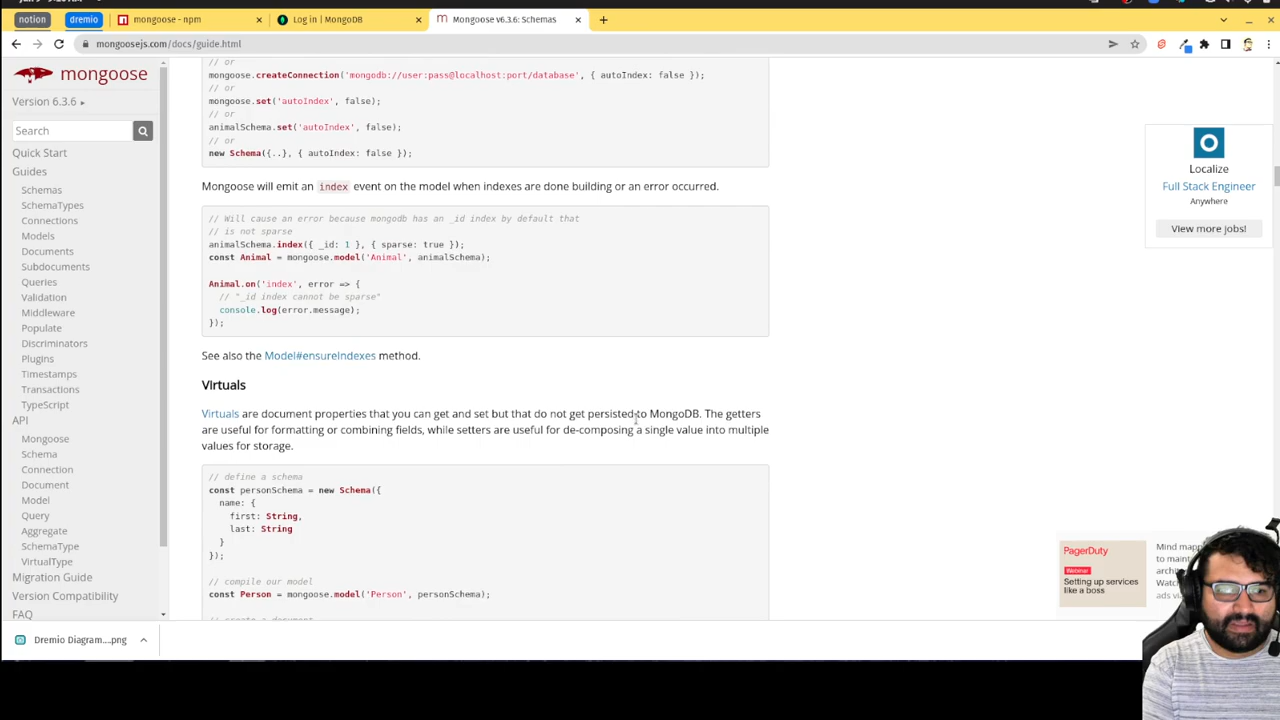 notion
dremio
mongoose - npm
Log in | MongoDB
Mongoose v6.3.6: Schemas
mongoosejs.com/docs/guide.html
mongoose
Version 6.3.6 ▸
Search
Quick Start
Guides
Schemas
SchemaTypes
Connections
Models
Documents
Subdocuments
Queries
Validation
Middleware
Populate
Discriminators
Plugins
Timestamps
Transactions
TypeScript
API
Mongoose
Schema
Connection
Document
Model
Query
Aggregate
SchemaType
VirtualType
Migration Guide
Version Compatibility
FAQ
// or
mongoose.createConnection('mongodb://user:pass@localhost:port/database', { autoIndex: false });
// or
mongoose.set('autoIndex', false);
// or
animalSchema.set('autoIndex', false);
// or
new Schema({..}, { autoIndex: false });
Mongoose will emit an index event on the model when indexes are done building or an error occurred.
// Will cause an error because mongodb has an _id index by default that
// is not sparse
animalSchema.index({ _id: 1 }, { sparse: true });
const Animal = mongoose.model('Animal', animalSchema);
Animal.on('index', error => {
// "_id index cannot be sparse"
console.log(error.message);
});
See also the Model#ensureIndexes method.
Virtuals
Virtuals are document properties that you can get and set but that do not get persisted to MongoDB. The getters
are useful for formatting or combining fields, while setters are useful for de-composing a single value into multiple
values for storage.
// define a schema
const personSchema = new Schema({
name: {
first: String,
last: String
}
});
// compile our model
const Person = mongoose.model('Person', personSchema);
Localize
Full Stack Engineer
Anywhere
View more jobs!
PagerDuty
Webinar
Setting up services
like a boss
Mind mapp
to mainta
archite
Watc
ads vi
Dremio Diagram....png